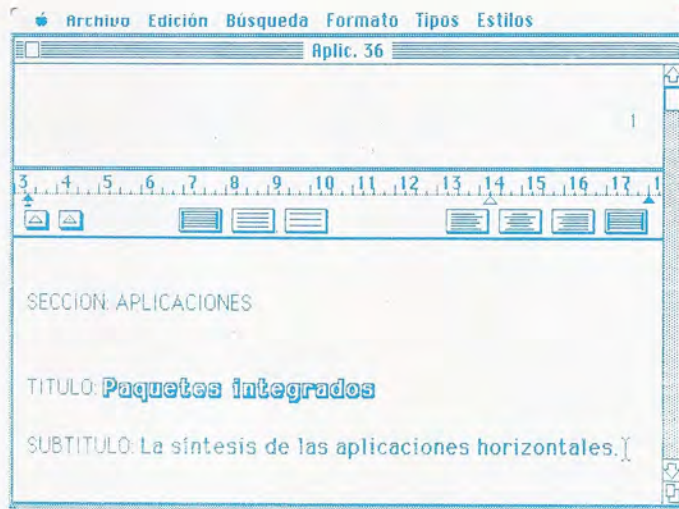 Archivo Edición Búsqueda Formato Tipos Estilos
Aplic. 36
1
3 4 5 6 7 8 9 10 11 12 13 14 15 16 17 1
SECCION: APLICACIONES
TITULO: Paquetes integrados
SUBTITULO: La síntesis de las aplicaciones horizontales.